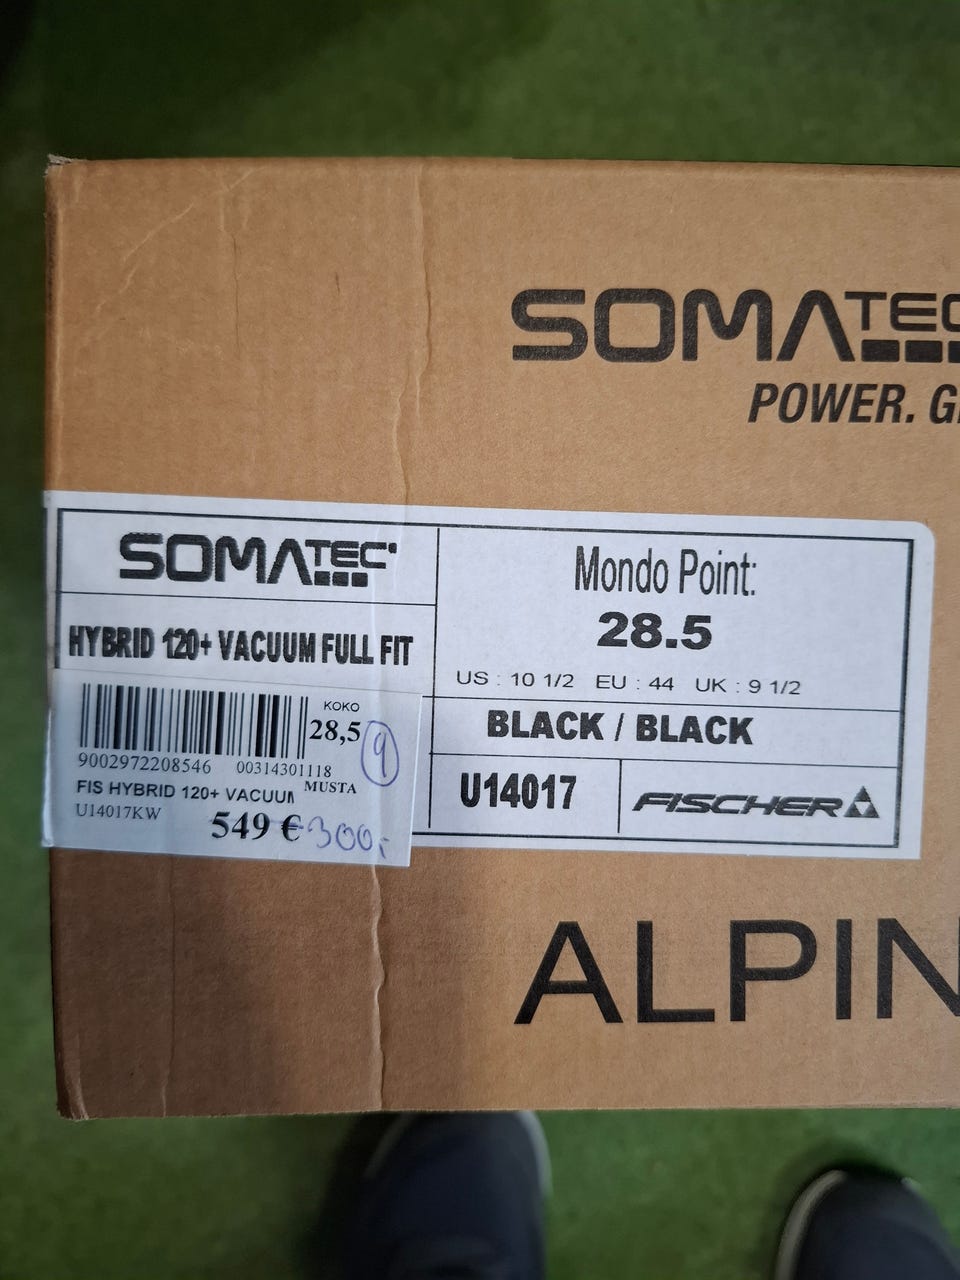 SOMATEC
POWER. G
SOMATEC
HYBRID 120+ VACUUM FULL FIT
Mondo Point:
28.5
US : 10 1/2 EU : 44 UK : 9 1/2
BLACK / BLACK
U14017
FISCHER
KOKO
28,5
9
9002972208546 00314301118
MUSTA
FIS HYBRID 120+ VACUUM
U14017KW
549 € 300,-
ALPIN